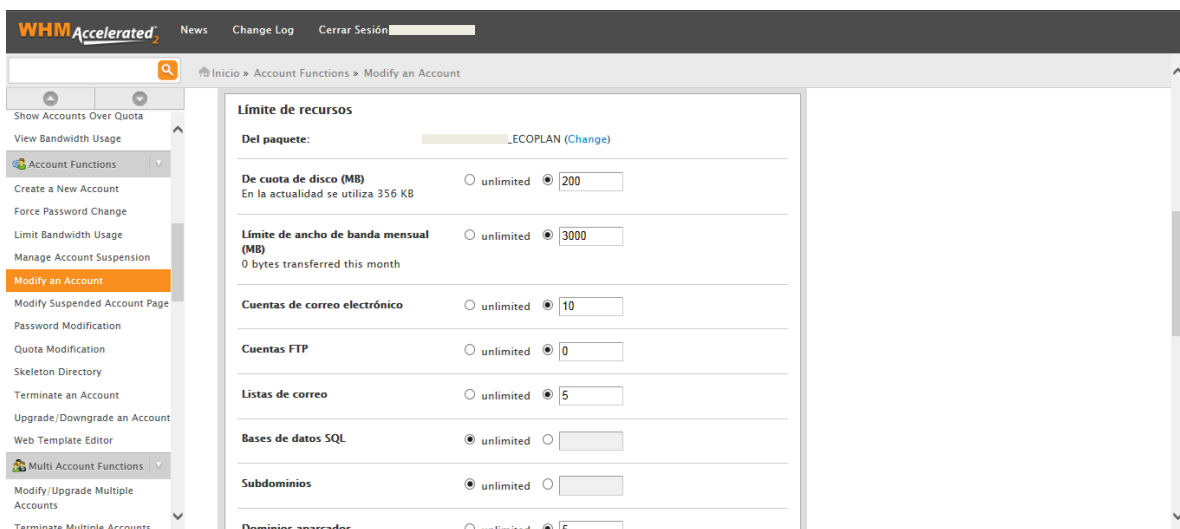 WHM Accelerated2 News Change Log Cerrar Sesión
Inicio » Account Functions » Modify an Account
Show Accounts Over Quota
View Bandwidth Usage
Account Functions
Create a New Account
Force Password Change
Limit Bandwidth Usage
Manage Account Suspension
Modify an Account
Modify Suspended Account Page
Password Modification
Quota Modification
Skeleton Directory
Terminate an Account
Upgrade/Downgrade an Account
Web Template Editor
Multi Account Functions
Modify/Upgrade Multiple
Accounts
Terminate Multiple Accounts
Límite de recursos
Del paquete: _ECOPLAN (Change)
De cuota de disco (MB) unlimited 200
En la actualidad se utiliza 356 KB
Límite de ancho de banda mensual unlimited 3000
(MB)
0 bytes transferred this month
Cuentas de correo electrónico unlimited 10
Cuentas FTP unlimited 0
Listas de correo unlimited 5
Bases de datos SQL unlimited
Subdominios unlimited
Dominios aparcados unlimited 5